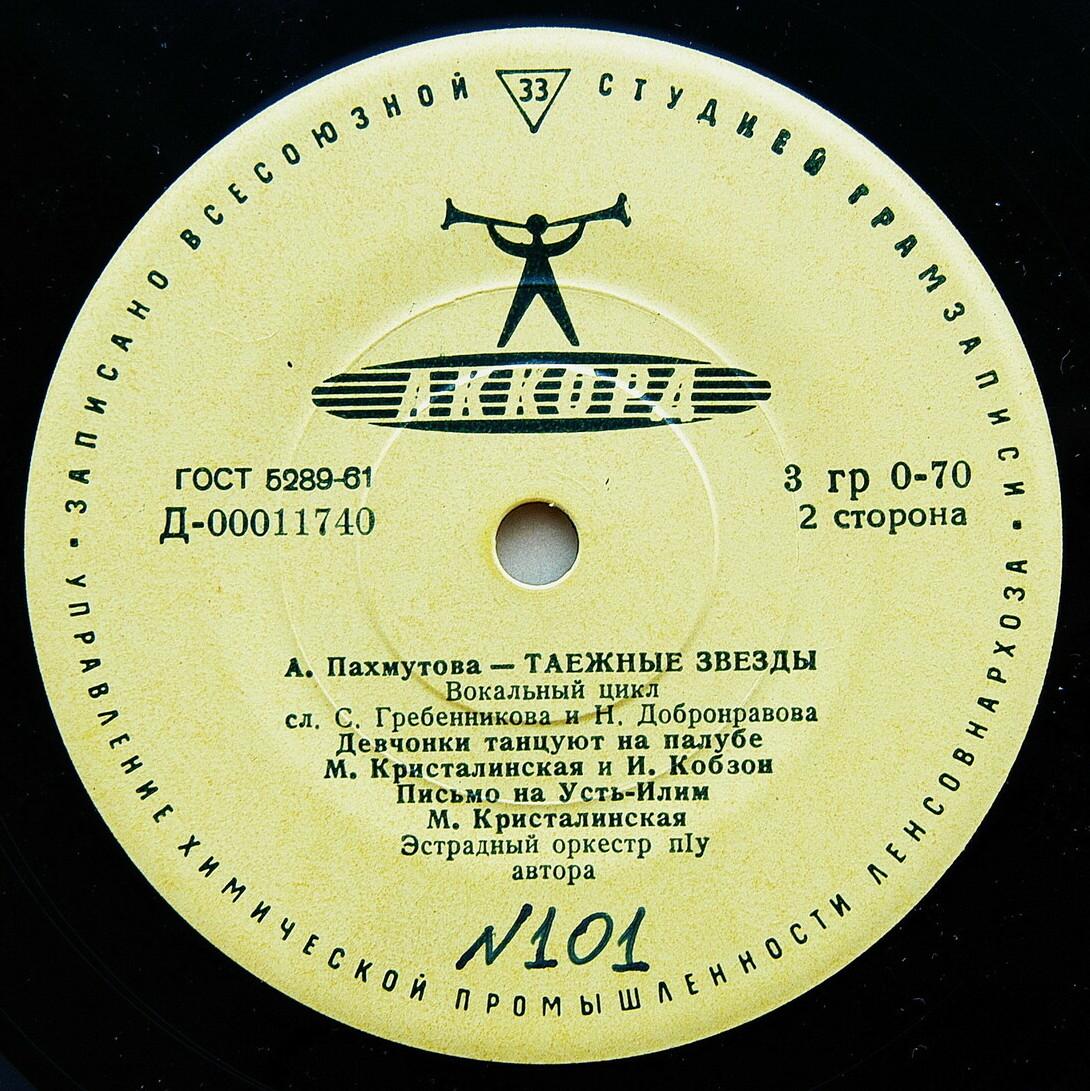 ЗАПИСАНО ВСЕСОЮЗНОЙ 33 СТУДИЕЙ ГРАМЗАПИСИ
АККОРД
ГОСТ 5289-61
Д-00011740
3 гр 0-70
2 сторона
А. Пахмутова — ТАЕЖНЫЕ ЗВЕЗДЫ
Вокальный цикл
сл. С. Гребенникова и Н. Добронравова
Девчонки танцуют на палубе
М. Кристалинская и И. Кобзон
Письмо на Усть-Илим
М. Кристалинская
Эстрадный оркестр пIу
автора
N101
УПРАВЛЕНИЕ ХИМИЧЕСКОЙ ПРОМЫШЛЕННОСТИ ЛЕНСОВНАРХОЗА